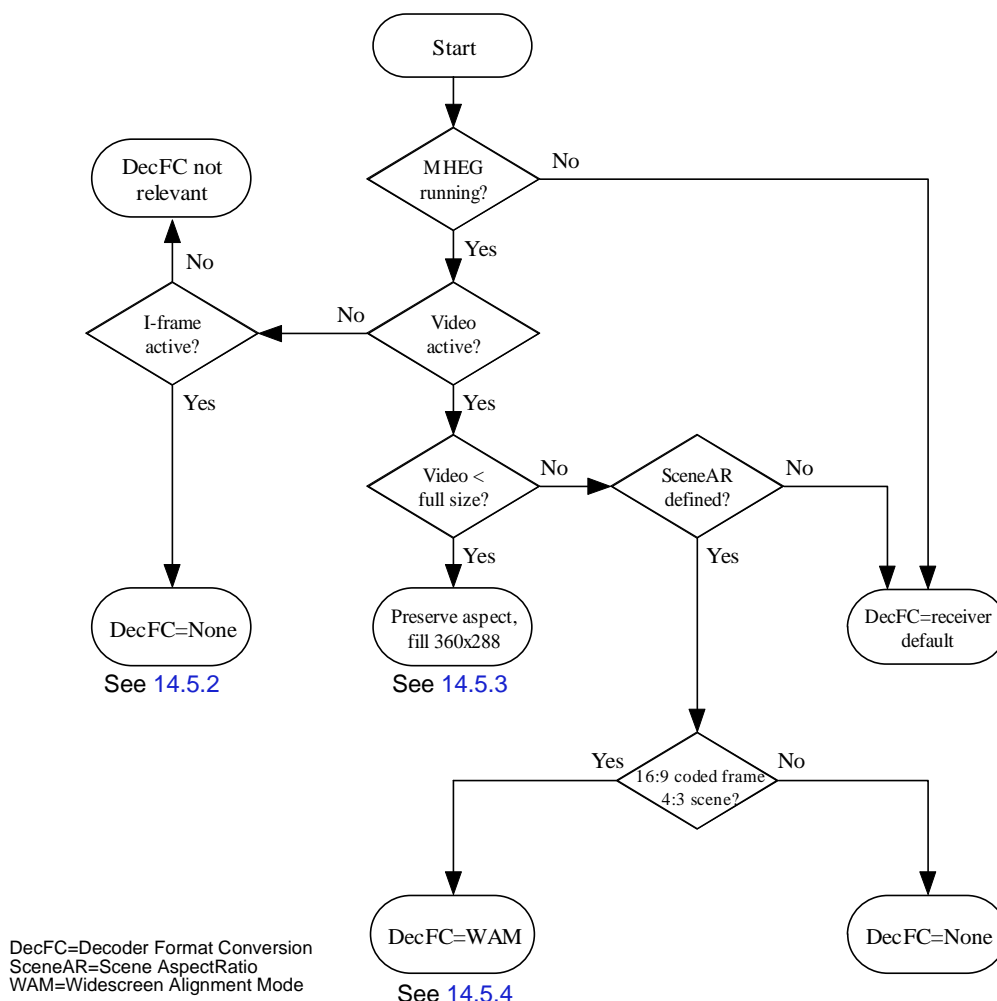 Start
MHEG
running?
No
Yes
DecFC not
relevant
No
I-frame
active?
No
Video
active?
Yes
Yes
Video <
full size?
No
SceneAR
defined?
No
Yes
Yes
DecFC=None
See 14.5.2
Preserve aspect,
fill 360x288
See 14.5.3
DecFC=receiver
default
Yes
16:9 coded frame
4:3 scene?
No
DecFC=WAM
See 14.5.4
DecFC=None
DecFC=Decoder Format Conversion
SceneAR=Scene AspectRatio
WAM=Widescreen Alignment Mode